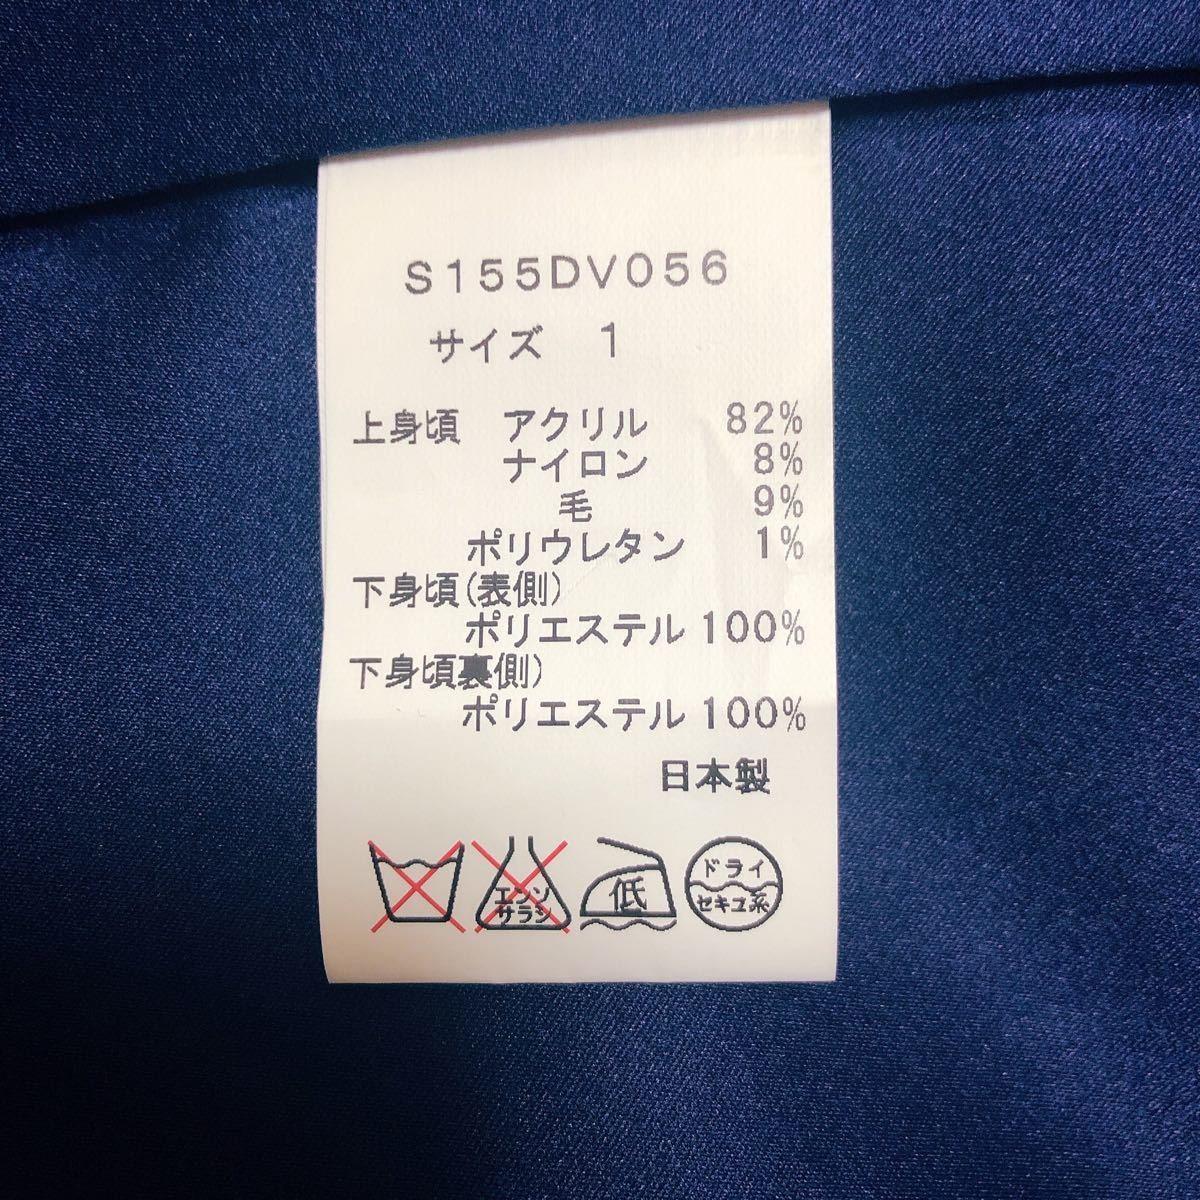 S155DV056
サイズ 1
上身頃 アクリル 82%
ナイロン 8%
毛 9%
ポリウレタン 1%
下身頃(表側)
ポリエステル 100%
下身頃裏側)
ポリエステル 100%
日本製
エンソ
サラシ
低
ドライ
セキユ系